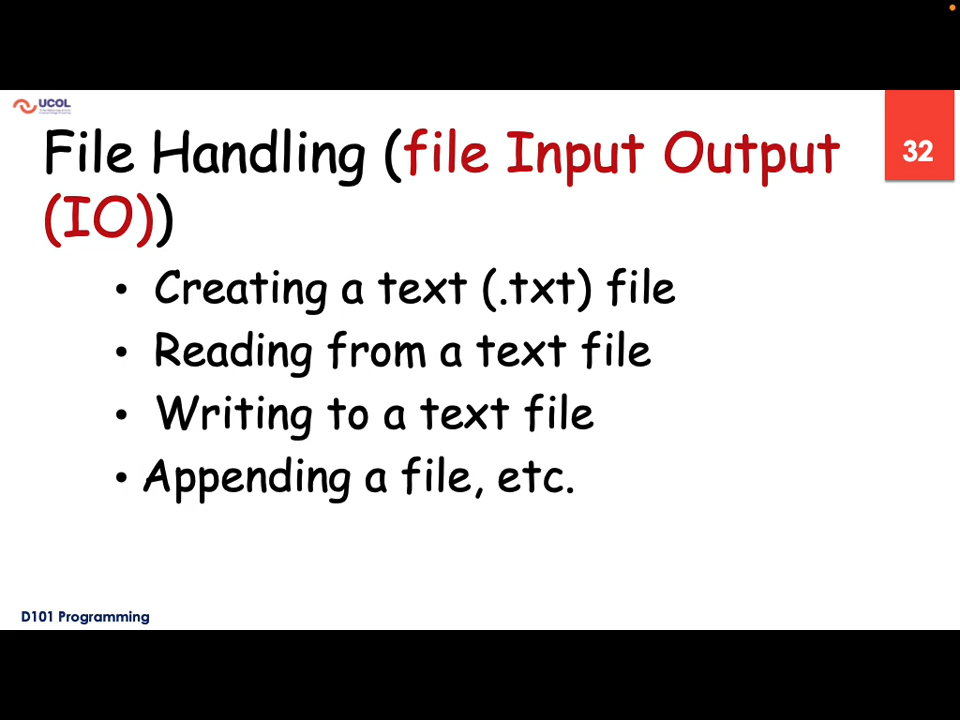 UCOL
File Handling (file Input Output
(IO))
32
• Creating a text (.txt) file
• Reading from a text file
• Writing to a text file
• Appending a file, etc.
D101 Programming